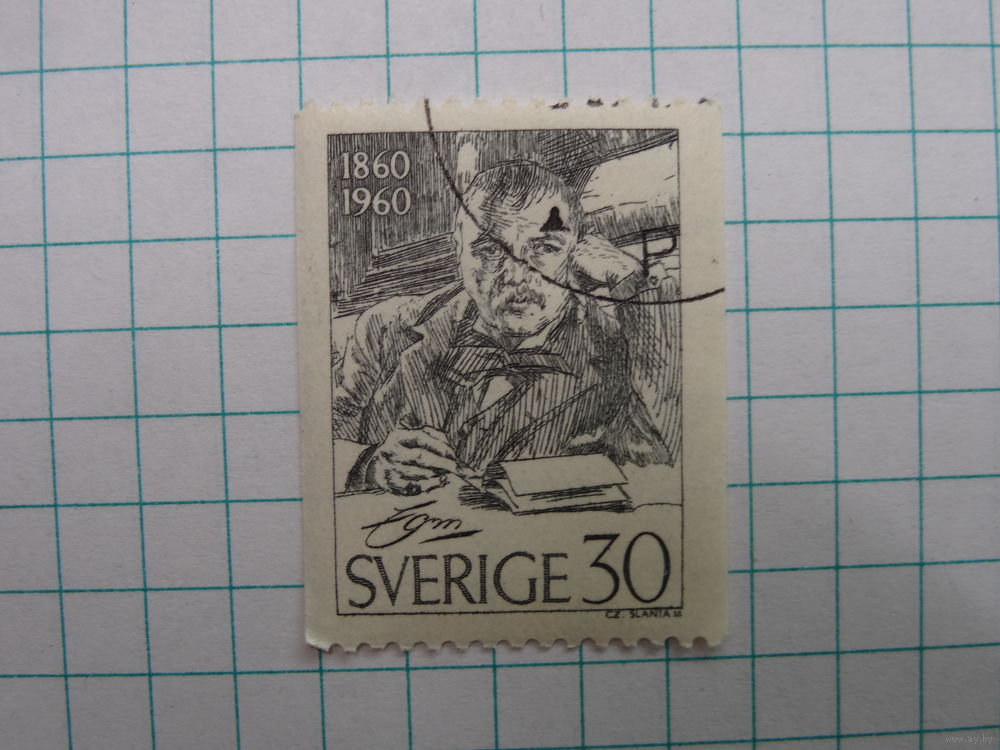 1860
1960
SVERIGE 30
CZ. SLANIA
www.ay.by